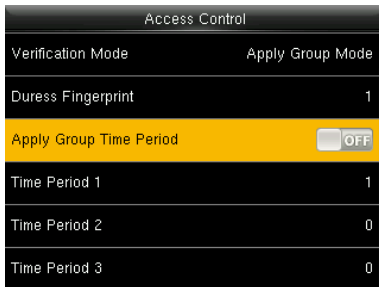 Access Control
Verification Mode Apply Group Mode
Duress Fingerprint 1
Apply Group Time Period OFF
Time Period 1 1
Time Period 2 0
Time Period 3 0